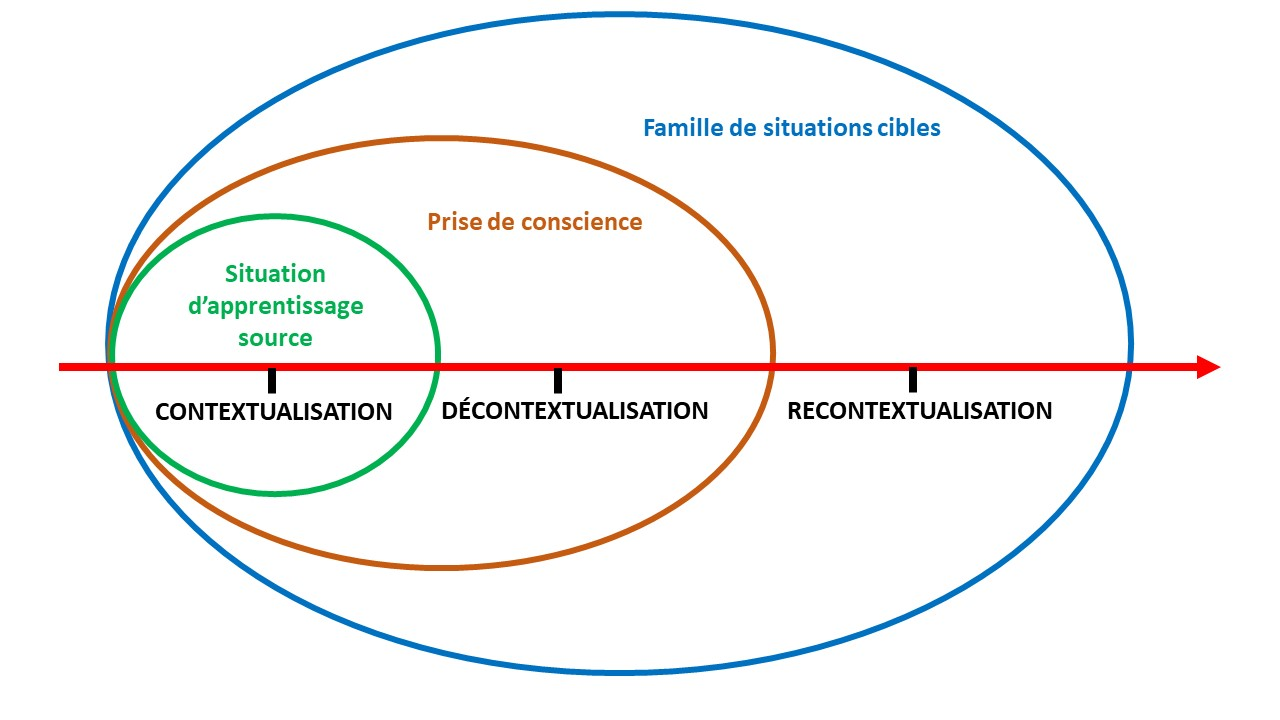 Famille de situations cibles
Prise de conscience
Situation
d’apprentissage
source
CONTEXTUALISATION
DÉCONTEXTUALISATION
RECONTEXTUALISATION